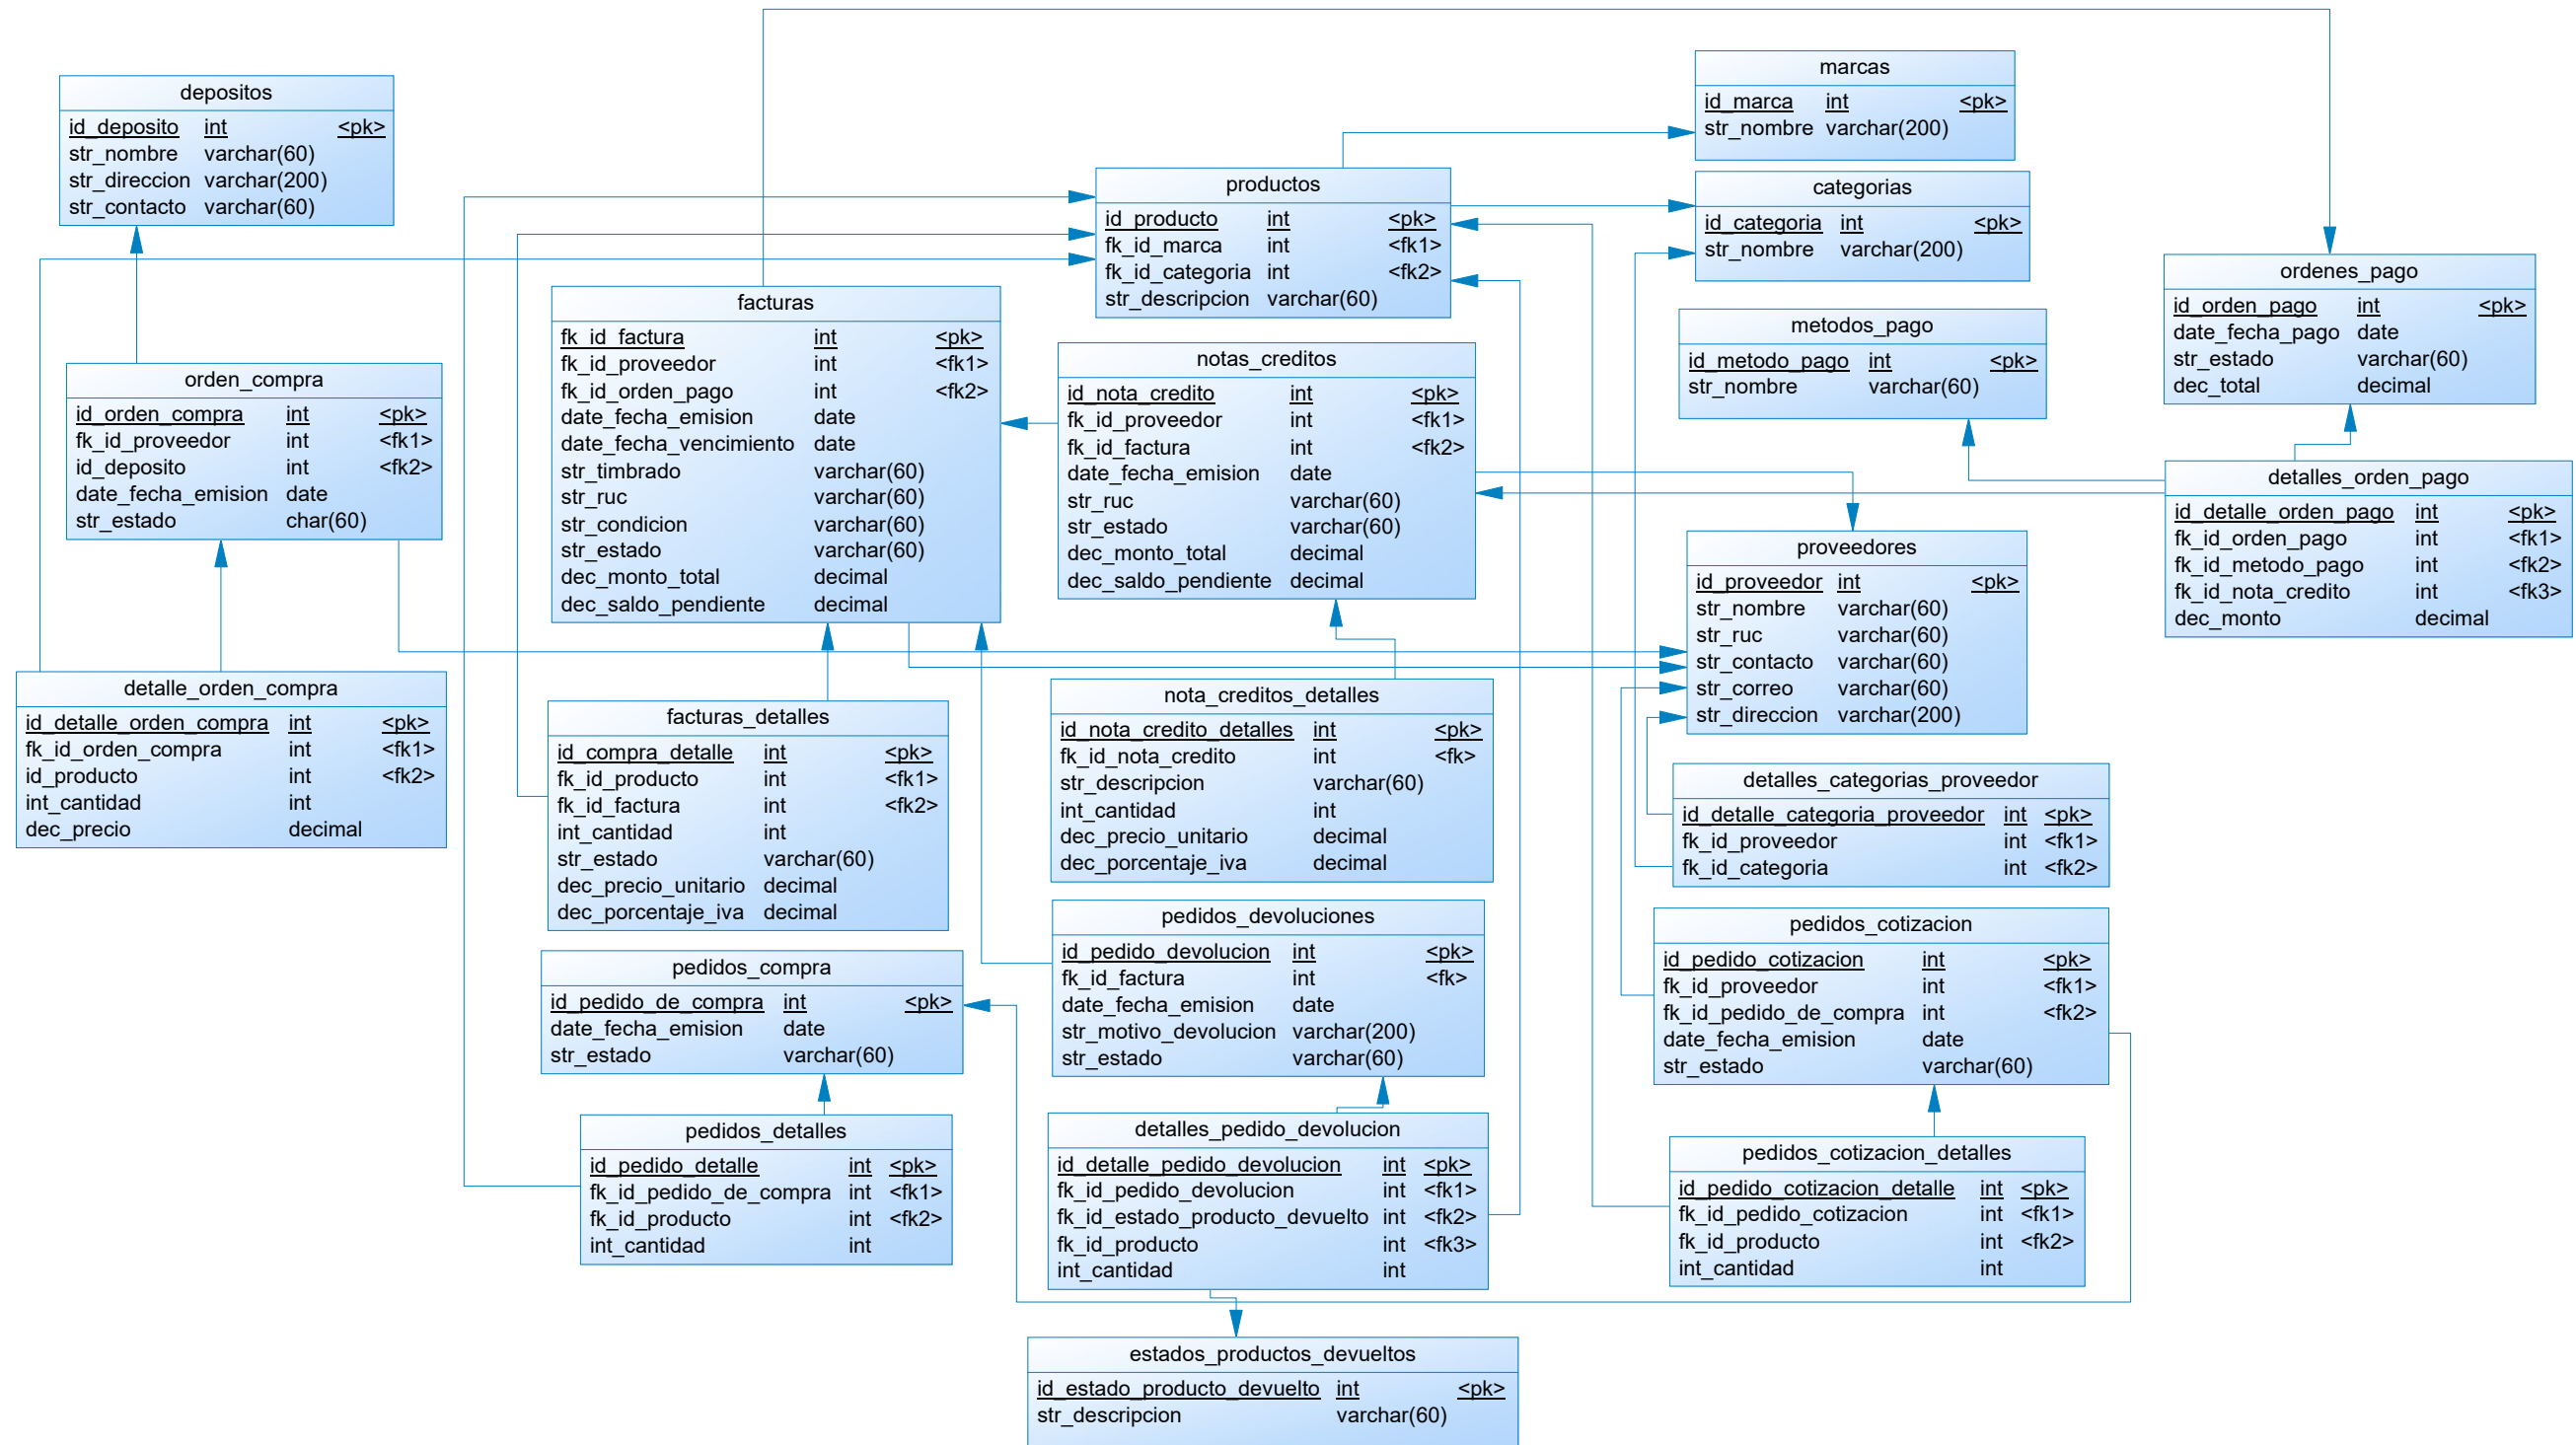 depositos
id_deposito int <pk>
str_nombre varchar(60)
str_direccion varchar(200)
str_contacto varchar(60)
orden_compra
id_orden_compra int <pk>
fk_id_proveedor int <fk1>
id_deposito int <fk2>
date_fecha_emision date
str_estado char(60)
detalle_orden_compra
id_detalle_orden_compra int <pk>
fk_id_orden_compra int <fk1>
id_producto int <fk2>
int_cantidad int
dec_precio decimal
facturas
fk_id_factura int <pk>
fk_id_proveedor int <fk1>
fk_id_orden_pago int <fk2>
date_fecha_emision date
date_fecha_vencimiento date
str_timbrado varchar(60)
str_ruc varchar(60)
str_condicion varchar(60)
str_estado varchar(60)
dec_monto_total decimal
dec_saldo_pendiente decimal
facturas_detalles
id_compra_detalle int <pk>
fk_id_producto int <fk1>
fk_id_factura int <fk2>
int_cantidad int
str_estado varchar(60)
dec_precio_unitario decimal
dec_porcentaje_iva decimal
pedidos_compra
id_pedido_de_compra int <pk>
date_fecha_emision date
str_estado varchar(60)
pedidos_detalles
id_pedido_detalle int <pk>
fk_id_pedido_de_compra int <fk1>
fk_id_producto int <fk2>
int_cantidad int
productos
id_producto int <pk>
fk_id_marca int <fk1>
fk_id_categoria int <fk2>
str_descripcion varchar(60)
notas_creditos
id_nota_credito int <pk>
fk_id_proveedor int <fk1>
fk_id_factura int <fk2>
date_fecha_emision date
str_ruc varchar(60)
str_estado varchar(60)
dec_monto_total decimal
dec_saldo_pendiente decimal
nota_creditos_detalles
id_nota_credito_detalles int <pk>
fk_id_nota_credito int <fk>
str_descripcion varchar(60)
int_cantidad int
dec_precio_unitario decimal
dec_porcentaje_iva decimal
pedidos_devoluciones
id_pedido_devolucion int <pk>
fk_id_factura int <fk>
date_fecha_emision date
str_motivo_devolucion varchar(200)
str_estado varchar(60)
detalles_pedido_devolucion
id_detalle_pedido_devolucion int <pk>
fk_id_pedido_devolucion int <fk1>
fk_id_estado_producto_devuelto int <fk2>
fk_id_producto int <fk3>
int_cantidad int
estados_productos_devueltos
id_estado_producto_devuelto int <pk>
str_descripcion varchar(60)
marcas
id_marca int <pk>
str_nombre varchar(200)
categorias
id_categoria int <pk>
str_nombre varchar(200)
metodos_pago
id_metodo_pago int <pk>
str_nombre varchar(60)
proveedores
id_proveedor int <pk>
str_nombre varchar(60)
str_ruc varchar(60)
str_contacto varchar(60)
str_correo varchar(60)
str_direccion varchar(200)
detalles_categorias_proveedor
id_detalle_categoria_proveedor int <pk>
fk_id_proveedor int <fk1>
fk_id_categoria int <fk2>
pedidos_cotizacion
id_pedido_cotizacion int <pk>
fk_id_proveedor int <fk1>
fk_id_pedido_de_compra int <fk2>
date_fecha_emision date
str_estado varchar(60)
pedidos_cotizacion_detalles
id_pedido_cotizacion_detalle int <pk>
fk_id_pedido_cotizacion int <fk1>
fk_id_producto int <fk2>
int_cantidad int
ordenes_pago
id_orden_pago int <pk>
date_fecha_pago date
str_estado varchar(60)
dec_total decimal
detalles_orden_pago
id_detalle_orden_pago int <pk>
fk_id_orden_pago int <fk1>
fk_id_metodo_pago int <fk2>
fk_id_nota_credito int <fk3>
dec_monto decimal